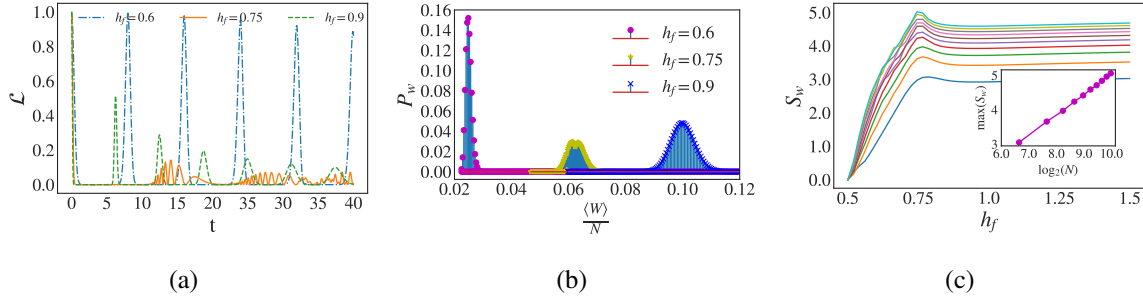 h_f=0.6 h_f=0.75 h_f=0.9
1.0
0.8
0.6
0.4
0.2
0.0
ℒ
0 5 10 15 20 25 30 35 40
t
(a)
0.16
0.14
0.12
0.10
0.08
0.06
0.04
0.02
0.00
P_w
h_f=0.6
h_f=0.75
h_f=0.9
0.02 0.04 0.06 0.08 0.10 0.12
⟨W⟩
N
(b)
5.0
4.0
3.0
2.0
1.0
0.0
S_w
5
4
3
max(S_w)
6.0 7.0 8.0 9.0 10.0
log₂(N)
0.5 0.75 1.0 1.25 1.5
h_f
(c)